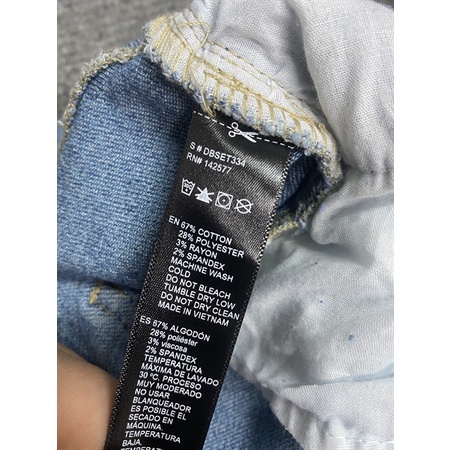 S # DBSET334
RN# 142577
EN 67% COTTON
28% POLYESTER
3% RAYON
2% SPANDEX
MACHINE WASH
COLD
DO NOT BLEACH
TUMBLE DRY LOW
DO NOT DRY CLEAN
MADE IN VIETNAM
ES 67% ALGODÓN
28% poliéster
3% viscosa
2% SPANDEX
TEMPERATURA
MÁXIMA DE LAVADO
30 ºC. PROCESO
MUY MODERADO
NO USAR
BLANQUEADOR
ES POSIBLE EL
SECADO EN
MÁQUINA.
TEMPERATURA
BAJA,
TEMPERATURA